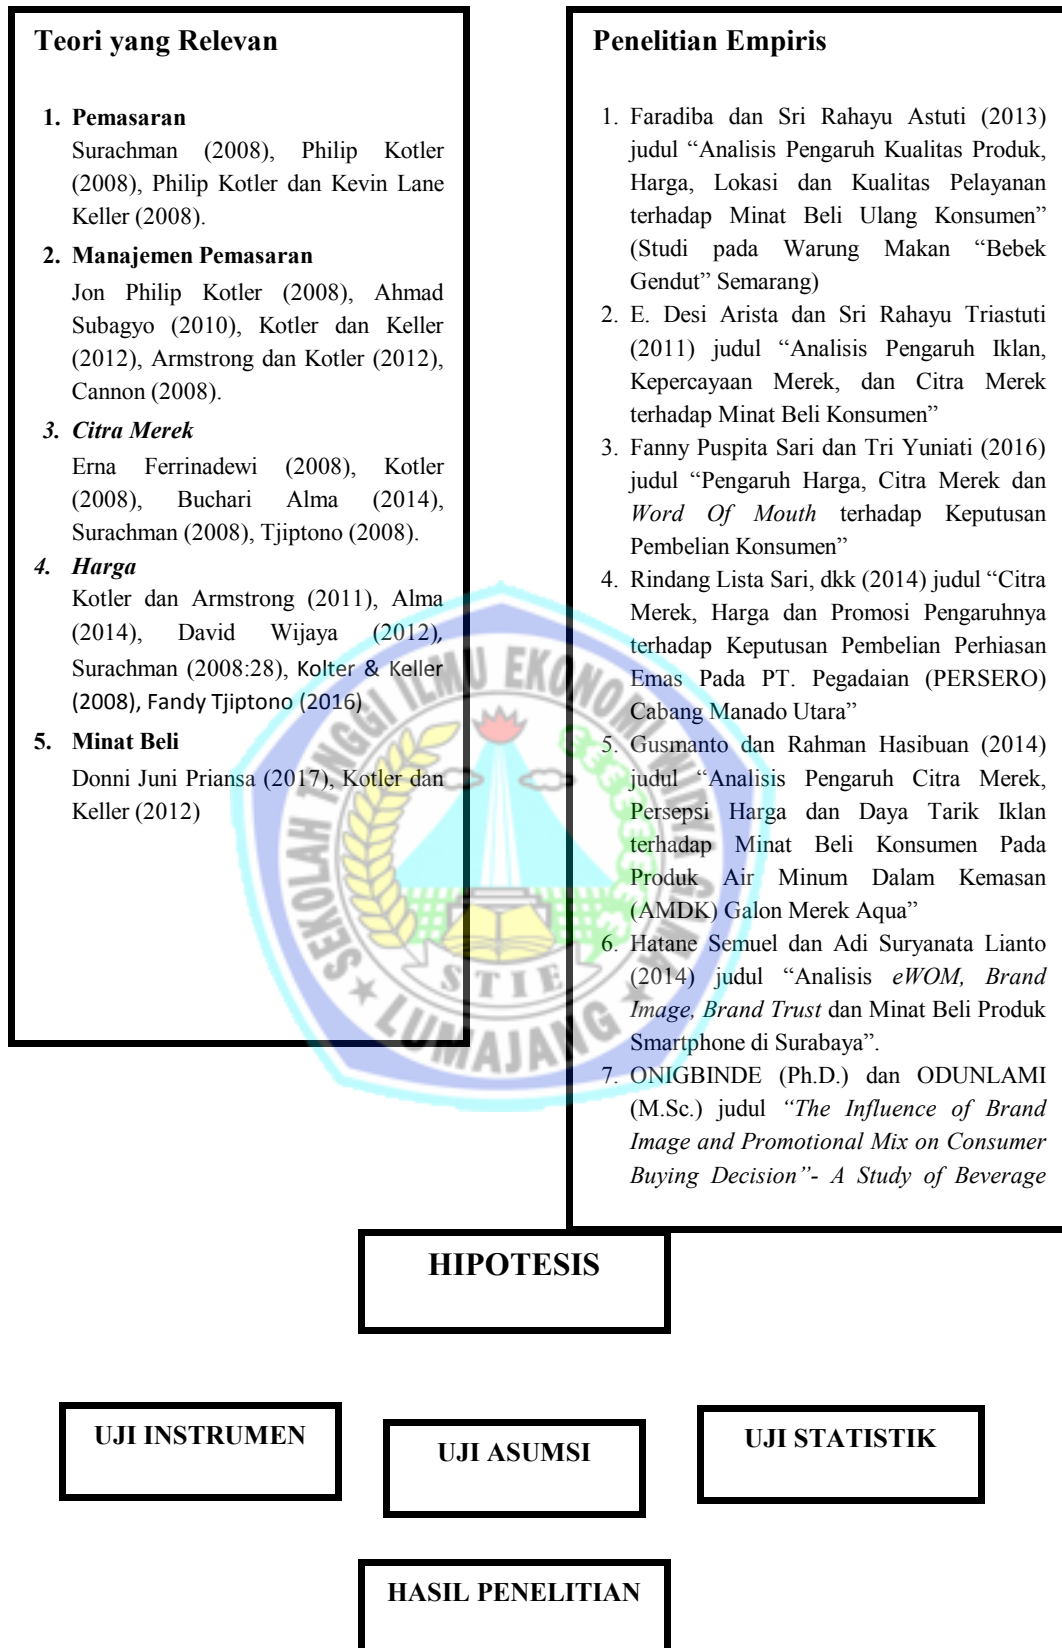 Teori yang Relevan
1. Pemasaran
Surachman (2008), Philip Kotler
(2008), Philip Kotler dan Kevin Lane
Keller (2008).
2. Manajemen Pemasaran
Jon Philip Kotler (2008), Ahmad
Subagyo (2010), Kotler dan Keller
(2012), Armstrong dan Kotler (2012),
Cannon (2008).
3. Citra Merek
Erna Ferrinadewi (2008), Kotler
(2008), Buchari Alma (2014),
Surachman (2008), Tjiptono (2008).
4. Harga
Kotler dan Armstrong (2011), Alma
(2014), David Wijaya (2012),
Surachman (2008:28), Kolter & Keller
(2008), Fandy Tjiptono (2016)
5. Minat Beli
Donni Juni Priansa (2017), Kotler dan
Keller (2012)
Penelitian Empiris
1. Faradiba dan Sri Rahayu Astuti (2013)
judul “Analisis Pengaruh Kualitas Produk,
Harga, Lokasi dan Kualitas Pelayanan
terhadap Minat Beli Ulang Konsumen”
(Studi pada Warung Makan “Bebek
Gendut” Semarang)
2. E. Desi Arista dan Sri Rahayu Triastuti
(2011) judul “Analisis Pengaruh Iklan,
Kepercayaan Merek, dan Citra Merek
terhadap Minat Beli Konsumen”
3. Fanny Puspita Sari dan Tri Yuniati (2016)
judul “Pengaruh Harga, Citra Merek dan
Word Of Mouth terhadap Keputusan
Pembelian Konsumen”
4. Rindang Lista Sari, dkk (2014) judul “Citra
Merek, Harga dan Promosi Pengaruhnya
terhadap Keputusan Pembelian Perhiasan
Emas Pada PT. Pegadaian (PERSERO)
Cabang Manado Utara”
5. Gusmanto dan Rahman Hasibuan (2014)
judul “Analisis Pengaruh Citra Merek,
Persepsi Harga dan Daya Tarik Iklan
terhadap Minat Beli Konsumen Pada
Produk Air Minum Dalam Kemasan
(AMDK) Galon Merek Aqua”
6. Hatane Semuel dan Adi Suryanata Lianto
(2014) judul “Analisis eWOM, Brand
Image, Brand Trust dan Minat Beli Produk
Smartphone di Surabaya”.
7. ONIGBINDE (Ph.D.) dan ODUNLAMI
(M.Sc.) judul “The Influence of Brand
Image and Promotional Mix on Consumer
Buying Decision”- A Study of Beverage
SEKOLAH TINGGI ILMU EKONOMI WIDYA GAMA
STIE
LUMAJANG
HIPOTESIS
UJI INSTRUMEN
UJI ASUMSI
UJI STATISTIK
HASIL PENELITIAN